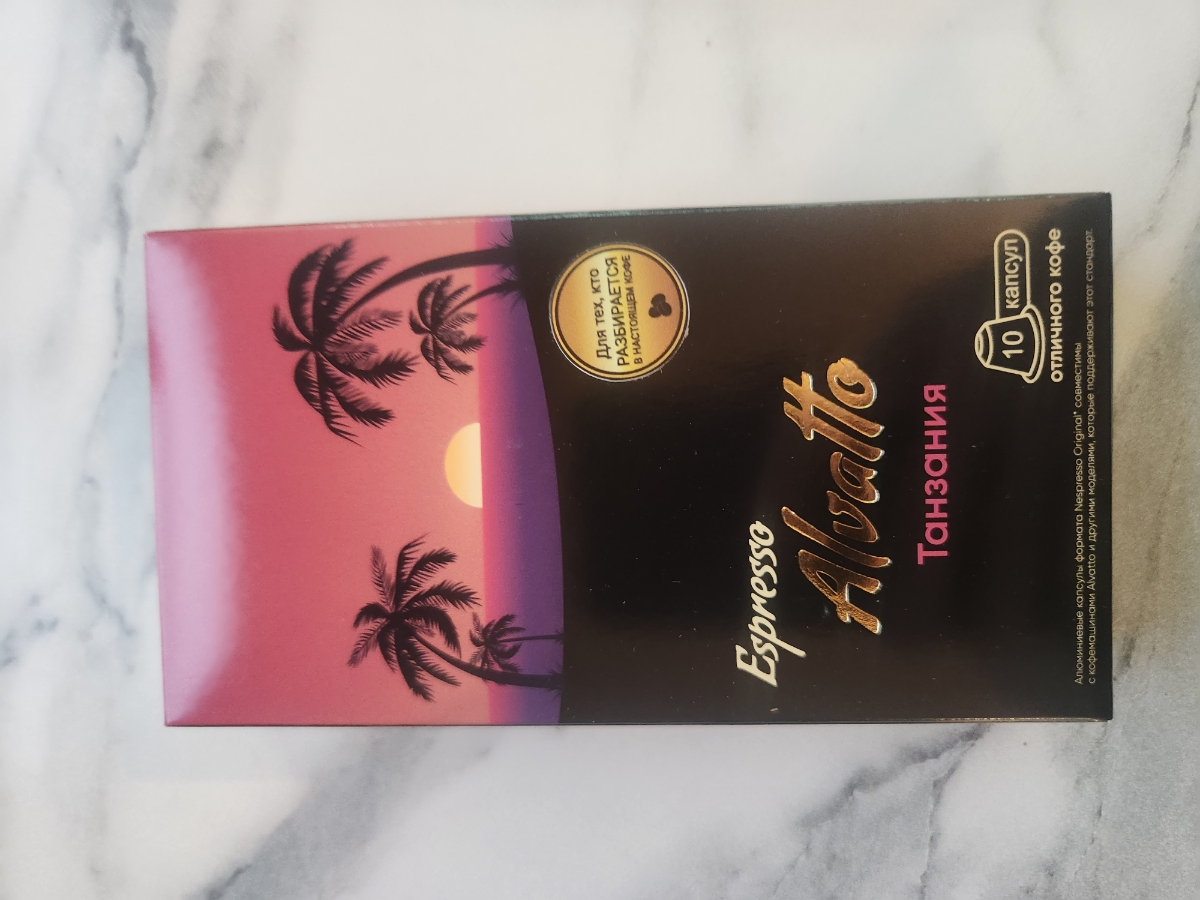 Для тех, кто
РАЗБИРАЕТСЯ
В НАСТОЯЩЕМ КОФЕ
Espresso
Alvatto
Танзания
10 капсул
отличного кофе
Алюминиевые капсулы формата Nespresso Original* совместимы
с кофемашинами Alvatto и другими моделями, которые поддерживают этот стандарт.